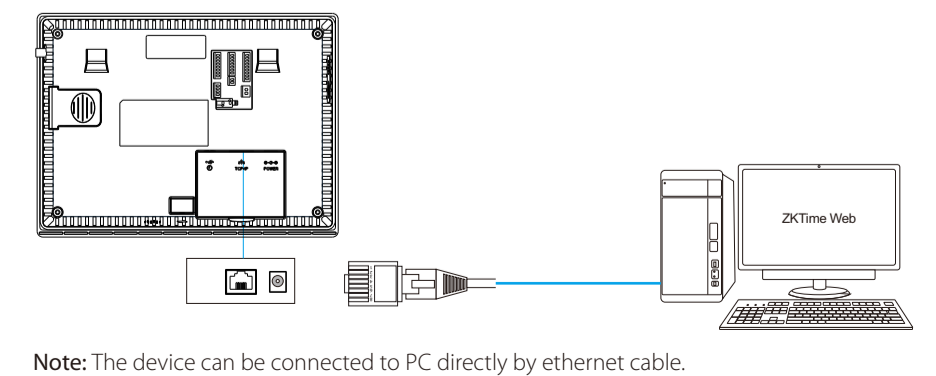 TCP/IP
POWER
ZKTime Web
Note: The device can be connected to PC directly by ethernet cable.